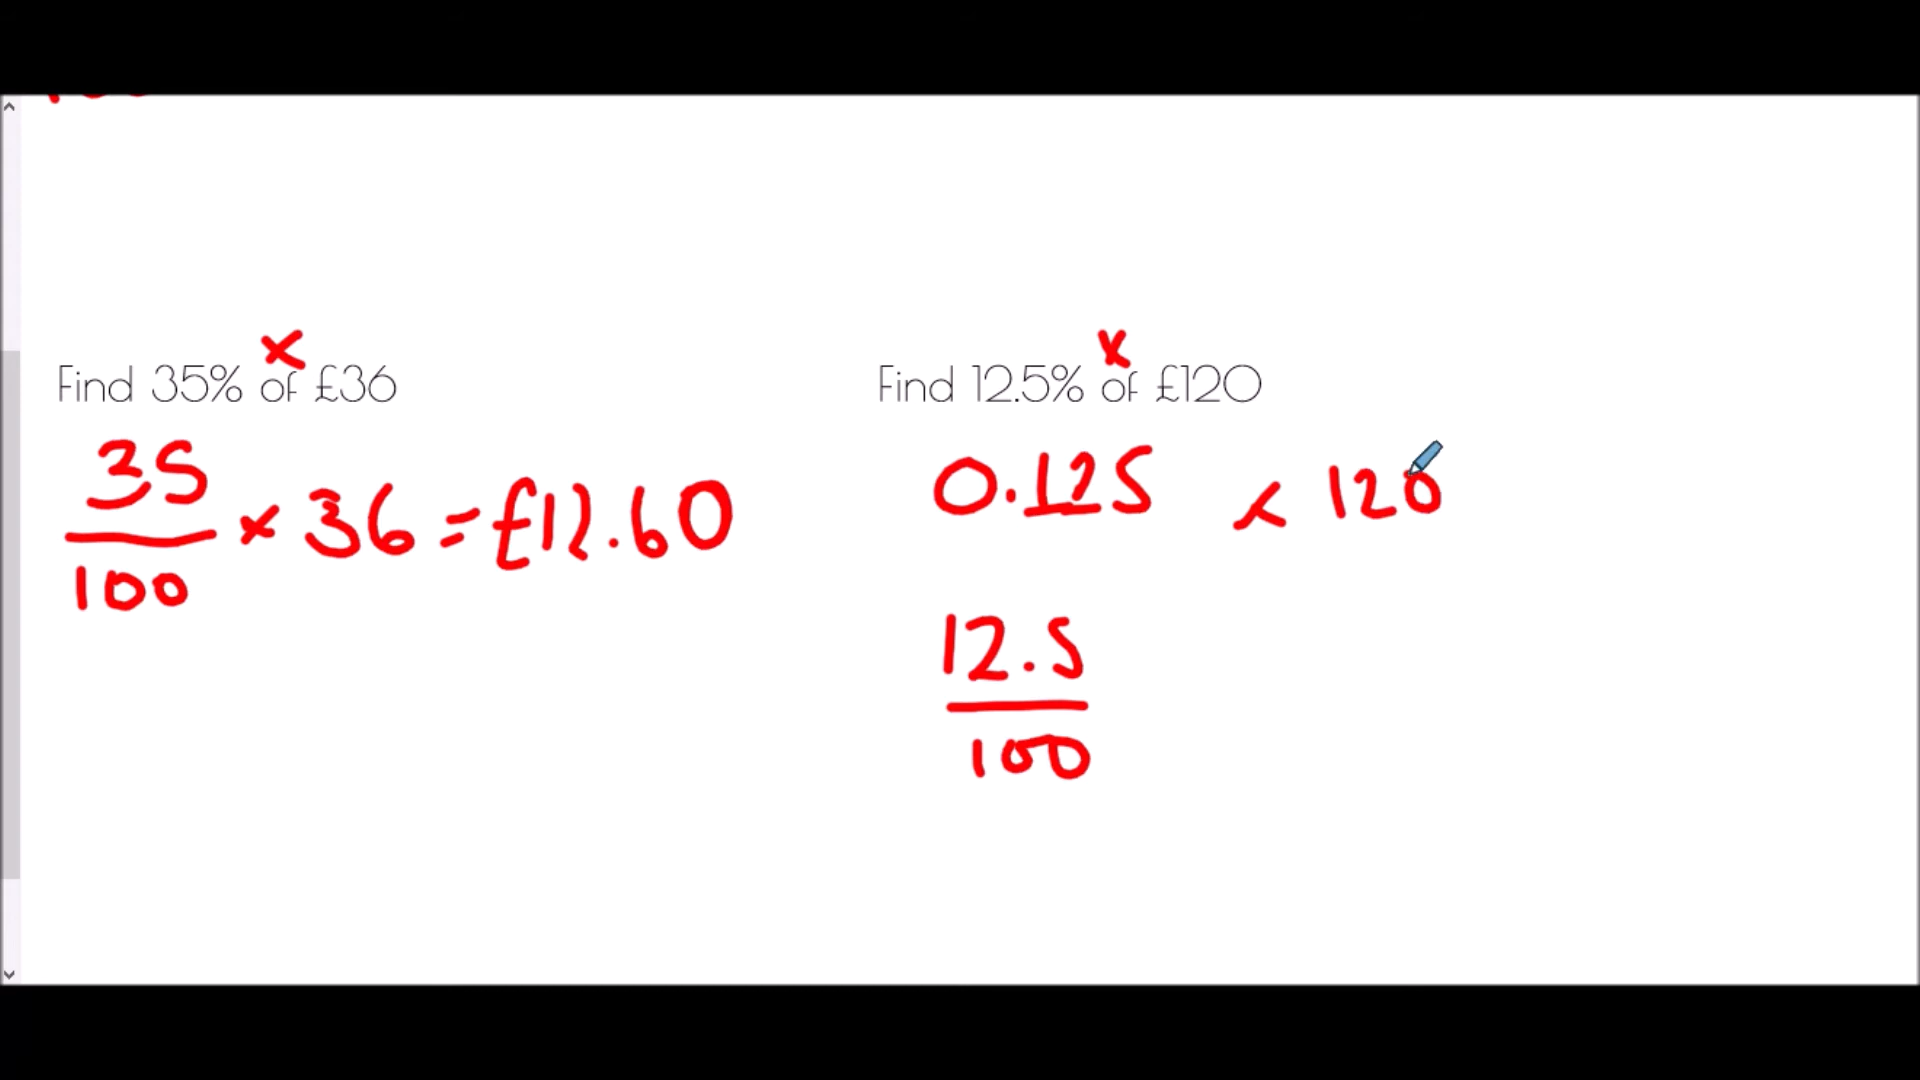 ×
Find 35% of £36
35
100
× 36 = £12.60
×
Find 12.5% of £120
0.125 × 120
12.5
100